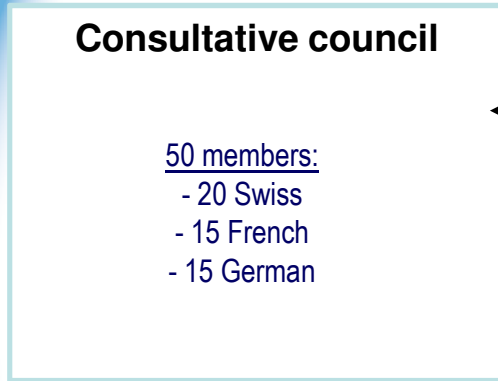 Consultative council
50 members:
- 20 Swiss
- 15 French
- 15 German